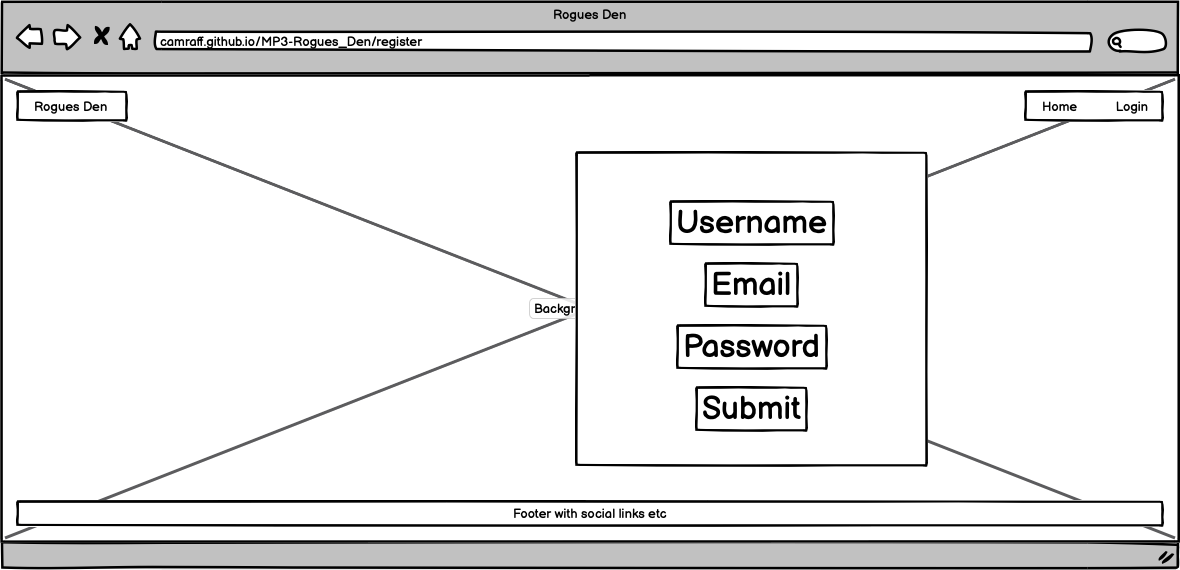 Rogues Den
camraff.github.io/MP3-Rogues_Den/register
Rogues Den
Home Login
Username
Email
Backgr
Password
Submit
Footer with social links etc